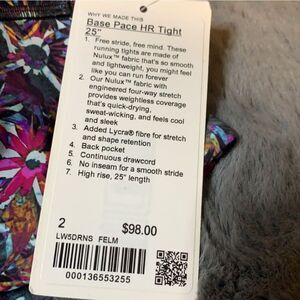 WHY WE MADE THIS
Base Pace HR Tight
25"
1. Free stride, free mind. These
running tights are made of
Nulux™ fabric that's so smooth
and lightweight, you might feel
like you can run forever
2. Our Nulux™ fabric with
engineered four-way stretch
provides weightless coverage
that's quick-drying,
sweat-wicking, and feels cool
and sleek
3. Added Lycra® fibre for stretch
and shape retention
4. Back pocket
5. Continuous drawcord
6. No inseam for a smooth stride
7. High rise, 25" length
2 $98.00
LW5DRNS FELM
000136553255